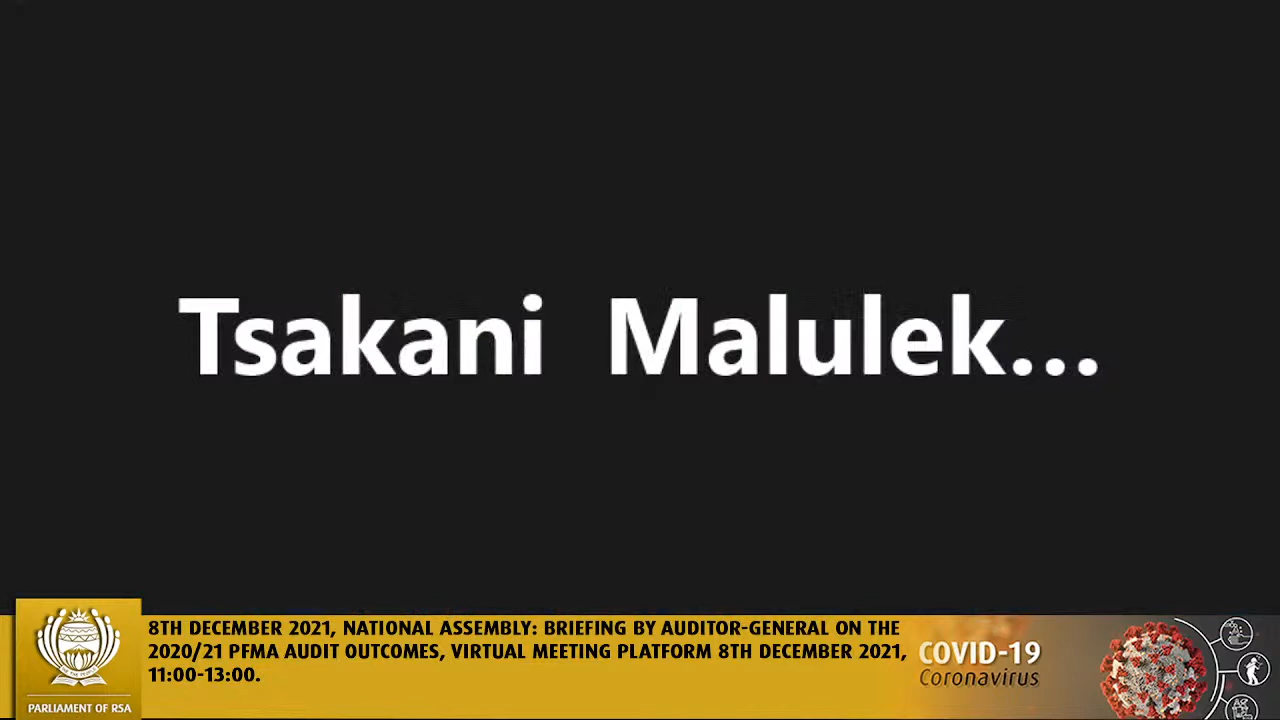 Tsakani Malulek...
8TH DECEMBER 2021, NATIONAL ASSEMBLY: BRIEFING BY AUDITOR-GENERAL ON THE
2020/21 PFMA AUDIT OUTCOMES, VIRTUAL MEETING PLATFORM 8TH DECEMBER 2021,
11:00-13:00.
COVID-19
Coronavirus
PARLIAMENT OF RSA